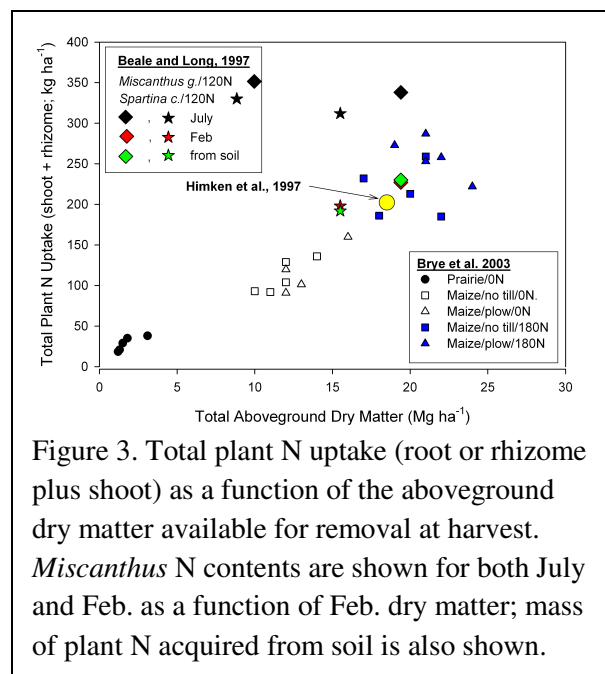 400
350
300
250
200
150
100
50
0
Total Plant N Uptake (shoot + rhizome; kg ha⁻¹)
Beale and Long, 1997
Miscanthus g./120N
Spartina c./120N
, July
, Feb
, from soil
Himken et al., 1997
Brye et al. 2003
Prairie/0N
Maize/no till/0N.
Maize/plow/0N
Maize/no till/180N
Maize/plow/180N
0 5 10 15 20 25 30
Total Aboveground Dry Matter (Mg ha⁻¹)
Figure 3. Total plant N uptake (root or rhizome
plus shoot) as a function of the aboveground
dry matter available for removal at harvest.
Miscanthus N contents are shown for both July
and Feb. as a function of Feb. dry matter; mass
of plant N acquired from soil is also shown.